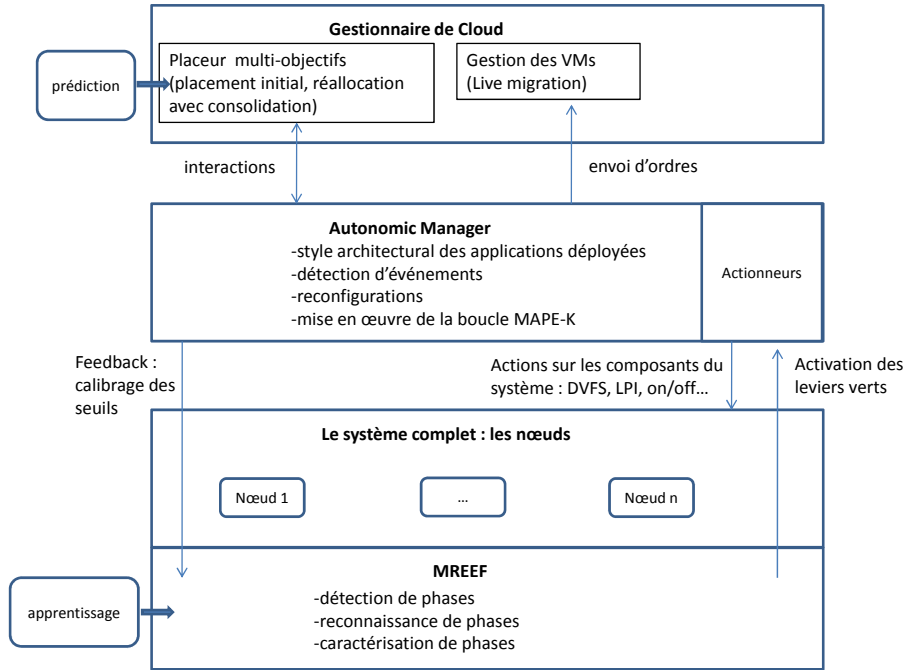 Gestionnaire de Cloud
prédiction
Placeur multi-objectifs
(placement initial, réallocation
avec consolidation)
Gestion des VMs
(Live migration)
interactions
envoi d'ordres
Autonomic Manager
-style architectural des applications déployées
-détection d'événements
-reconfigurations
-mise en œuvre de la boucle MAPE-K
Actionneurs
Feedback :
calibrage des
seuils
Actions sur les composants du
système : DVFS, LPI, on/off...
Activation des
leviers verts
Le système complet : les nœuds
Nœud 1
...
Nœud n
MREEF
-détection de phases
-reconnaissance de phases
-caractérisation de phases
apprentissage